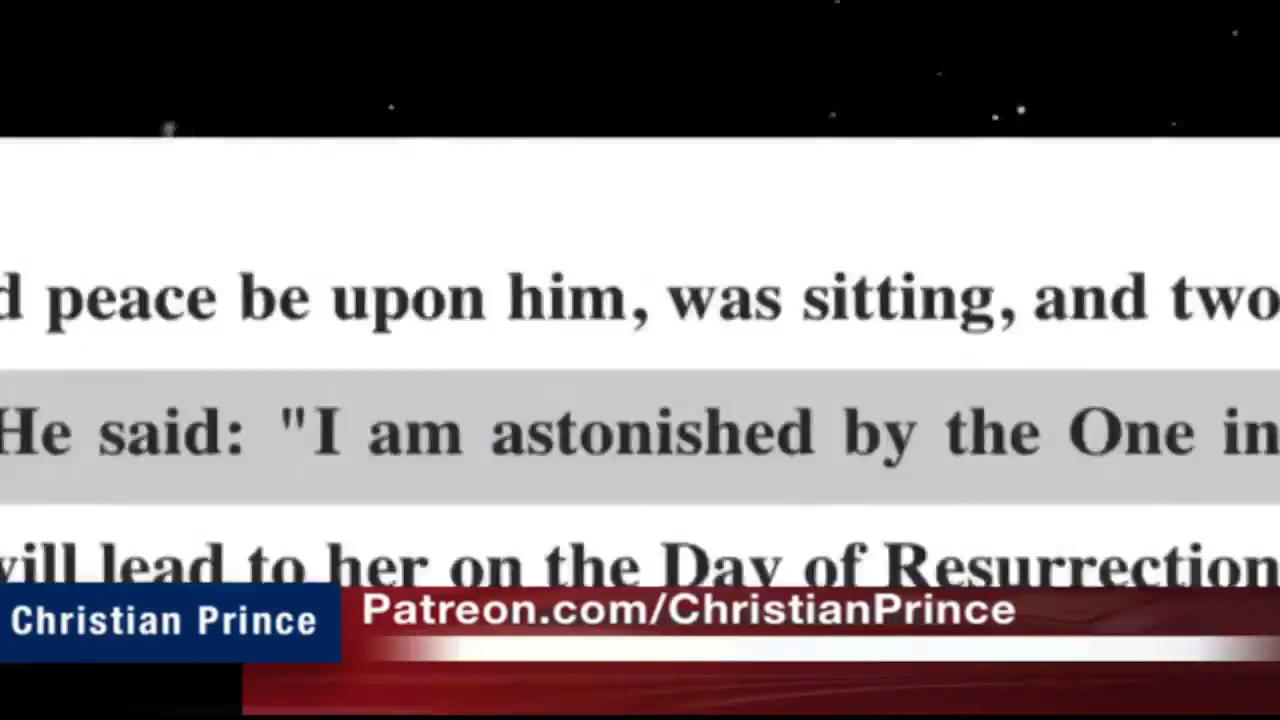 peace be upon him, was sitting, and two
He said: "I am astonished by the One in
will lead to her on the Day of Resurrection
Christian Prince
Patreon.com/ChristianPrince